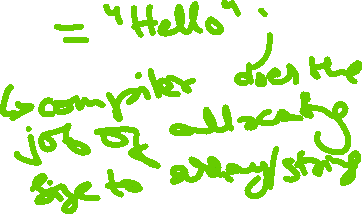 = "Hello";
↳ compiler does the
job of allocating
size to array/string